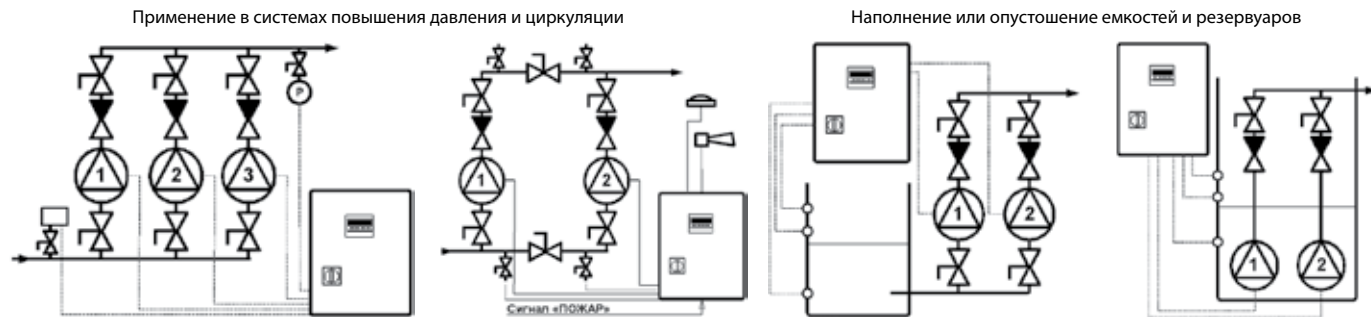 Применение в системах повышения давления и циркуляции
Наполнение или опустошение емкостей и резервуаров
P
1
2
3
1
2
1
2
1
2
Сигнал «ПОЖАР»